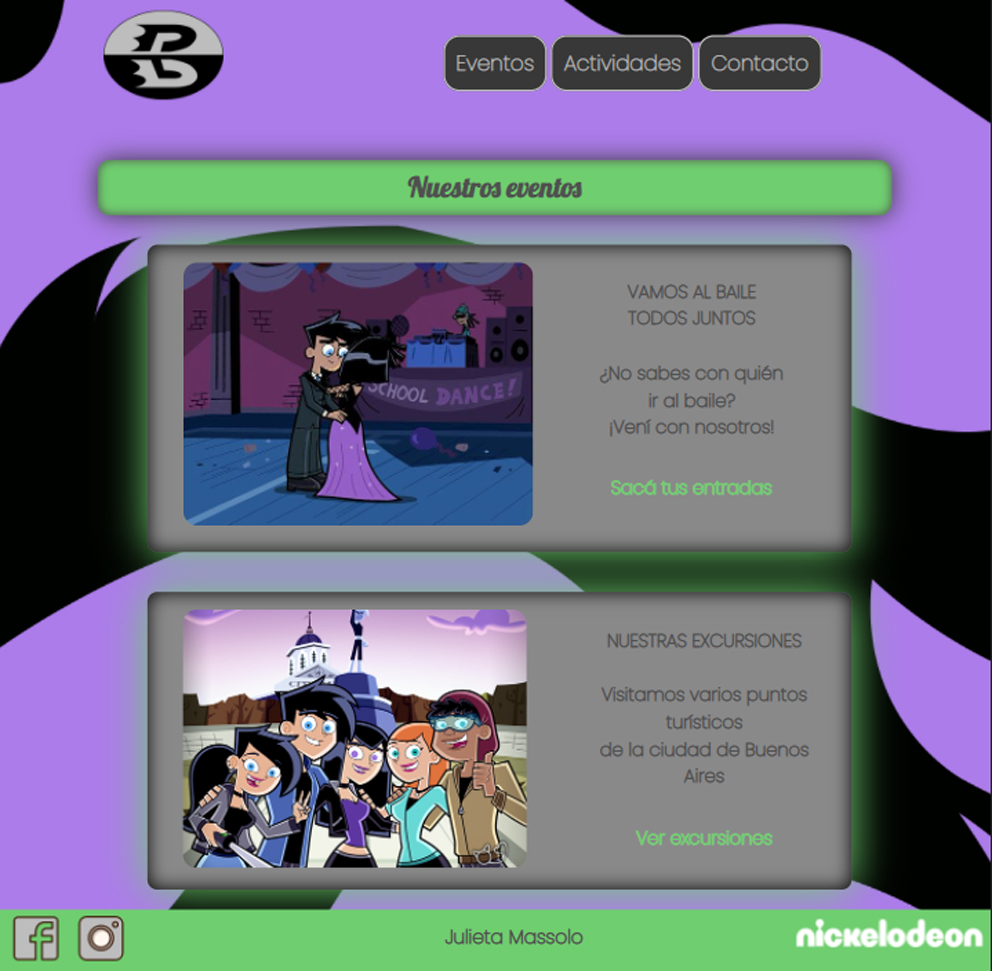 Eventos Actividades Contacto
Nuestros eventos
SCHOOL DANCE!
VAMOS AL BAILE
TODOS JUNTOS
¿No sabes con quién
ir al baile?
¡Vení con nosotros!
Sacá tus entradas
NUESTRAS EXCURSIONES
Visitamos varios puntos
turísticos
de la ciudad de Buenos
Aires
Ver excursiones
f
Julieta Massolo
nickelodeon